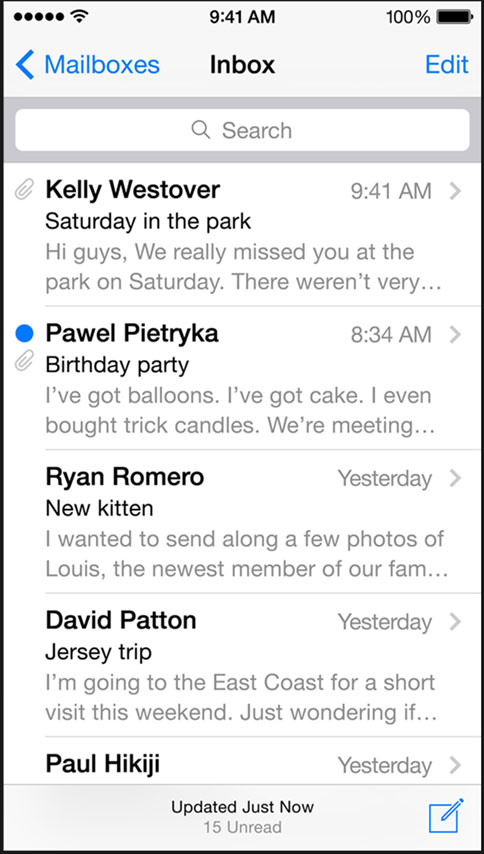 9:41 AM 100%
Mailboxes Inbox Edit
Search
Kelly Westover 9:41 AM
Saturday in the park
Hi guys, We really missed you at the
park on Saturday. There weren’t very…
Pawel Pietryka 8:34 AM
Birthday party
I’ve got balloons. I’ve got cake. I even
bought trick candles. We’re meeting…
Ryan Romero Yesterday
New kitten
I wanted to send along a few photos of
Louis, the newest member of our fam…
David Patton Yesterday
Jersey trip
I’m going to the East Coast for a short
visit this weekend. Just wondering if…
Paul Hikiji Yesterday
Updated Just Now
15 Unread